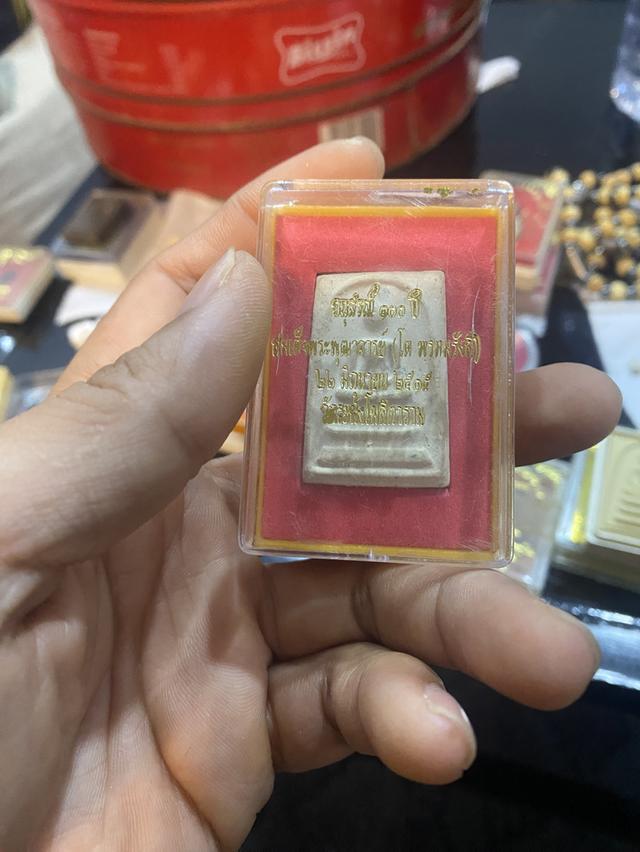 อนุสรณ์ ๑๐๐ ปี
สมเด็จพระพุฒาจารย์ (โต พรหมรังสี)
๒๒ มิถุนายน ๒๕๑๕
วัดระฆังโฆสิตาราม